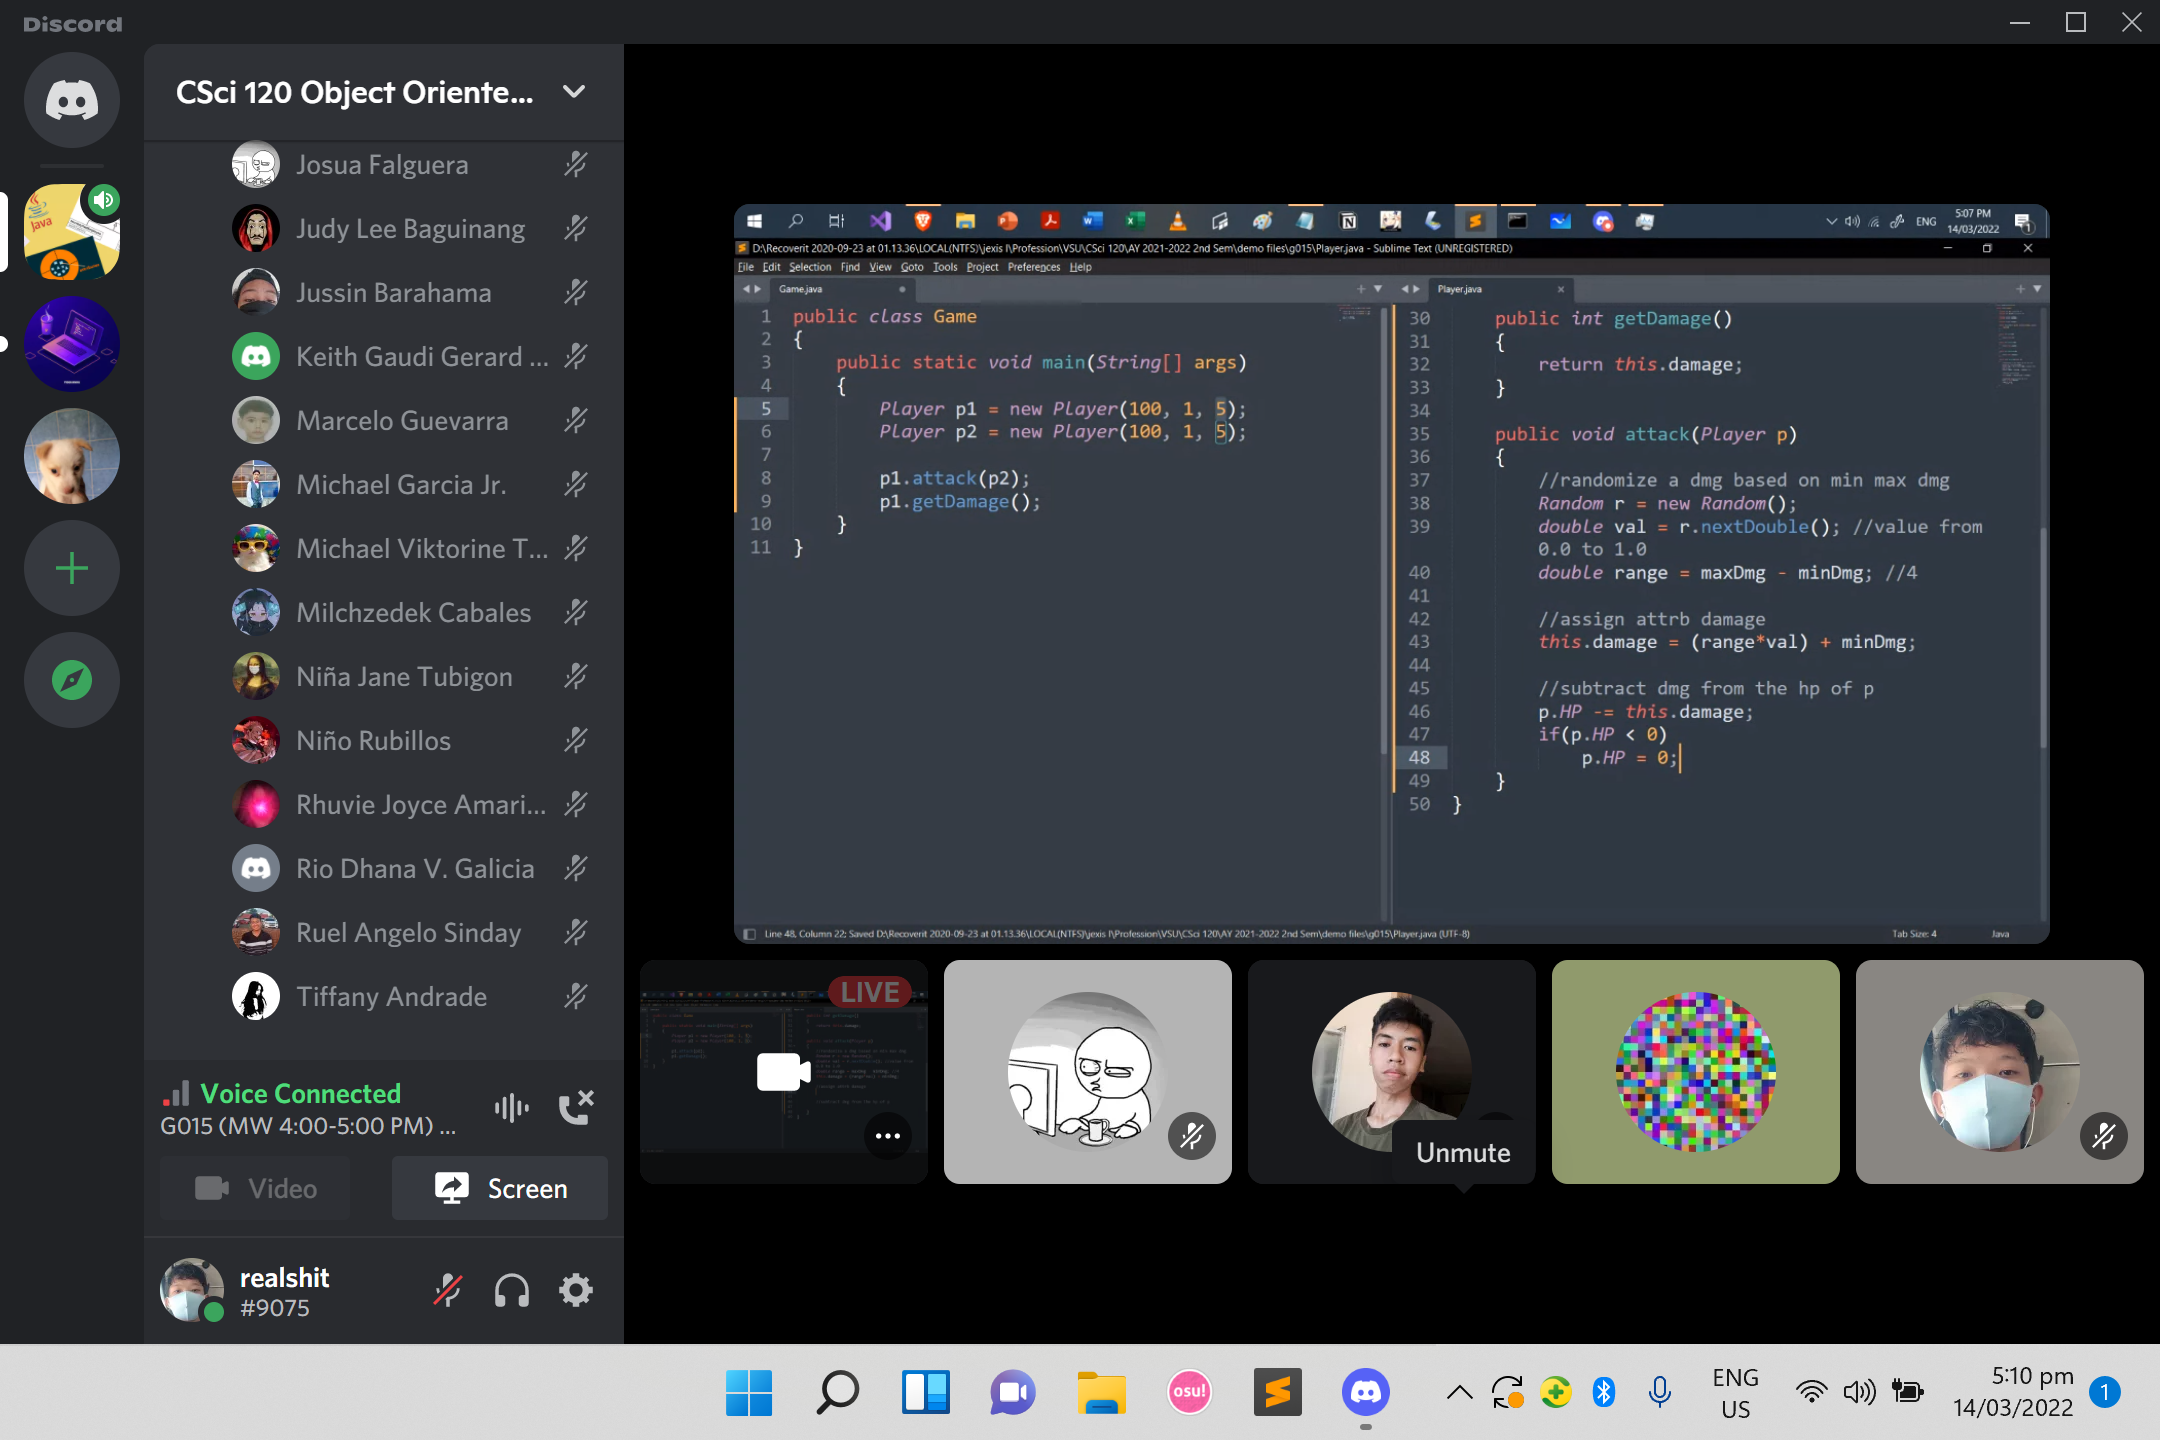 Discord
CSci 120 Object Oriente...
Josua Falguera
Judy Lee Baguinang
Jussin Barahama
Keith Gaudi Gerard ...
Marcelo Guevarra
Michael Garcia Jr.
Michael Viktorine T...
Milchzedek Cabales
Niña Jane Tubigon
Niño Rubillos
Rhuvie Joyce Amari...
Rio Dhana V. Galicia
Ruel Angelo Sinday
Tiffany Andrade
Voice Connected
G015 (MW 4:00-5:00 PM) ...
Video
Screen
realshit
#9075
Java
ENG
5:07 PM
14/03/2022
1
D:\Recoverit 2020-09-23 at 01.13.36\LOCAL(NTFS)\jexis I\Profession\VSU\CSci 120\AY 2021-2022 2nd Sem\demo files\g015\Player.java - Sublime Text (UNREGISTERED)
File Edit Selection Find View Goto Tools Project Preferences Help
Game.java
1 public class Game
2 {
3 public static void main(String[] args)
4 {
5 Player p1 = new Player(100, 1, 5);
6 Player p2 = new Player(100, 1, 5);
7
8 p1.attack(p2);
9 p1.getDamage();
10 }
11 }
Player.java
30 public int getDamage()
31 {
32 return this.damage;
33 }
34
35 public void attack(Player p)
36 {
37 //randomize a dmg based on min max dmg
38 Random r = new Random();
39 double val = r.nextDouble(); //value from
0.0 to 1.0
40 double range = maxDmg - minDmg; //4
41
42 //assign attrb damage
43 this.damage = (range*val) + minDmg;
44
45 //subtract dmg from the hp of p
46 p.HP -= this.damage;
47 if(p.HP < 0)
48 p.HP = 0;
49 }
50 }
Line 48, Column 22; Saved D:\Recoverit 2020-09-23 at 01.13.36\LOCAL(NTFS)\jexis I\Profession\VSU\CSci 120\AY 2021-2022 2nd Sem\demo files\g015\Player.java (UTF-8)
Tab Size: 4
Java
LIVE
Unmute
osu!
ENG
US
5:10 pm
14/03/2022
1